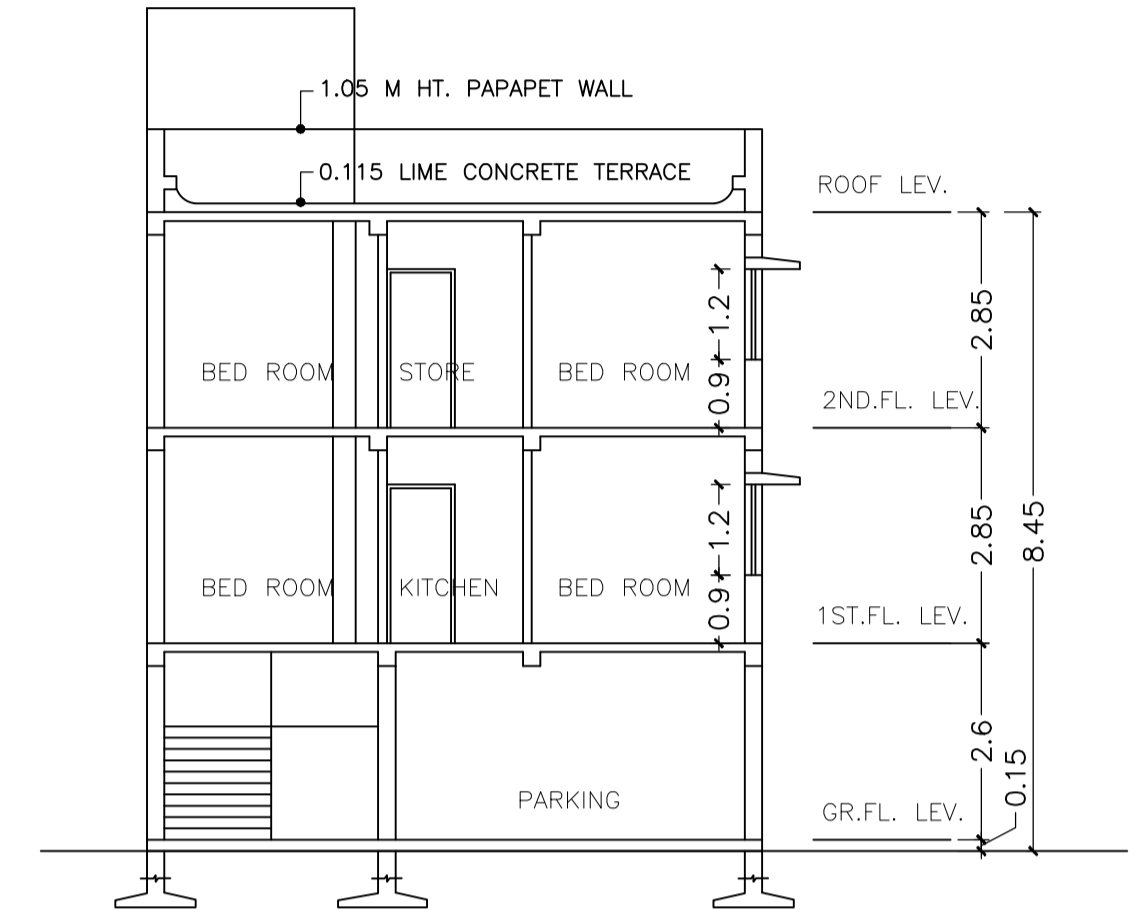 1.05 M HT. PAPAPET WALL
0.115 LIME CONCRETE TERRACE
ROOF LEV.
1.2
2.85
BED ROOM
STORE
BED ROOM
0.9
2ND.FL. LEV.
1.2
2.85
8.45
BED ROOM
KITCHEN
BED ROOM
0.9
1ST.FL. LEV.
2.6
0.15
PARKING
GR.FL. LEV.